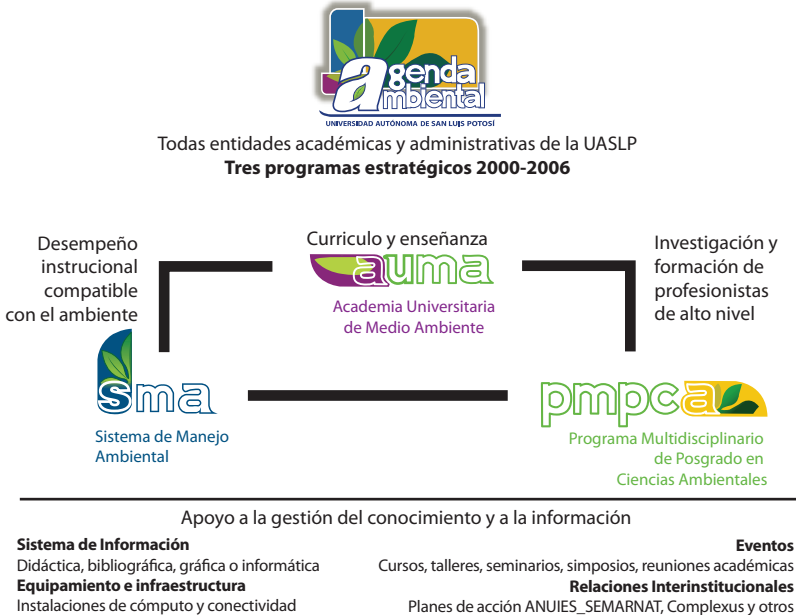 agenda
ambiental
UNIVERSIDAD AUTÓNOMA DE SAN LUIS POTOSÍ
Todas entidades académicas y administrativas de la UASLP
Tres programas estratégicos 2000-2006
Desempeño
instrucional
compatible
con el ambiente
sma
Sistema de Manejo
Ambiental
Curriculo y enseñanza
auma
Academia Universitaria
de Medio Ambiente
Investigación y
formación de
profesionistas
de alto nivel
pmpca
Programa Multidisciplinario
de Posgrado en
Ciencias Ambientales
Apoyo a la gestión del conocimiento y a la información
Sistema de Información
Didáctica, bibliográfica, gráfica o informática
Equipamiento e infraestructura
Instalaciones de cómputo y conectividad
Eventos
Cursos, talleres, seminarios, simposios, reuniones académicas
Relaciones Interinstitucionales
Planes de acción ANUIES_SEMARNAT, Complexus y otros